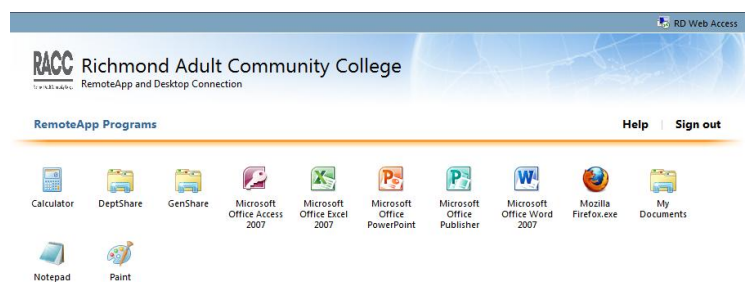 RD Web Access
RACC
Richmond Adult Community College
RemoteApp and Desktop Connection
RemoteApp Programs
Help
Sign out
Calculator
DeptShare
GenShare
Microsoft
Office Access
2007
Microsoft
Office Excel
2007
Microsoft
Office
PowerPoint
Microsoft
Office
Publisher
Microsoft
Office Word
2007
Mozilla
Firefox.exe
My
Documents
Notepad
Paint